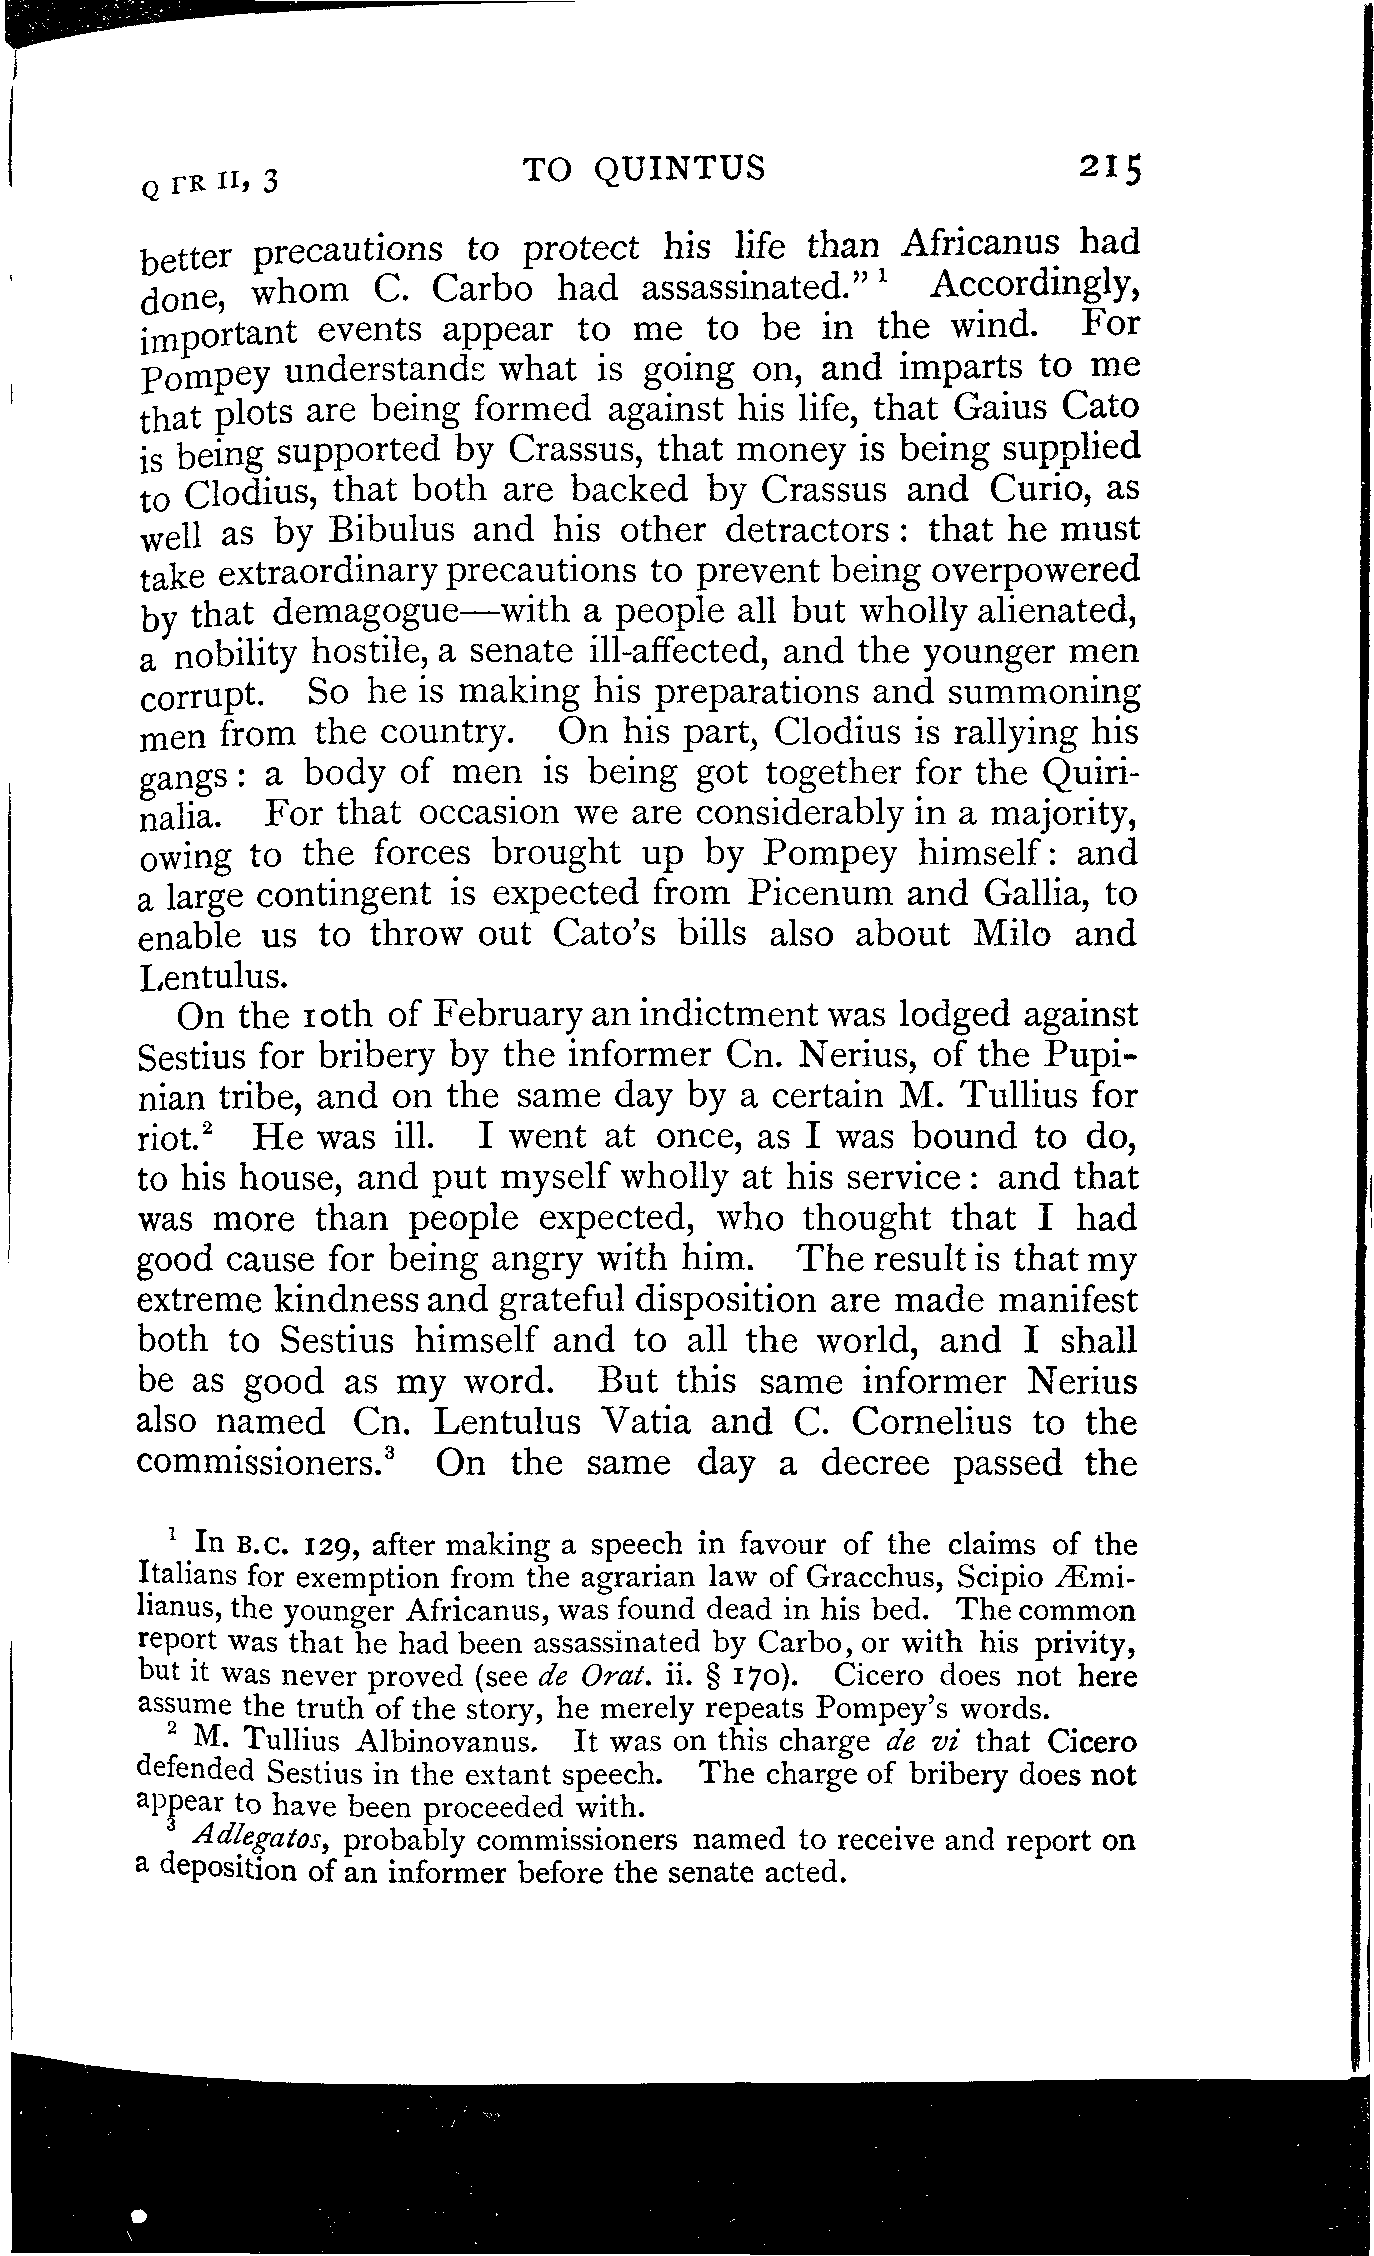 Q FR II, 3 TO QUINTUS 215
better precautions to protect his life than Africanus had
done, whom C. Carbo had assassinated.” ¹ Accordingly,
important events appear to me to be in the wind. For
Pompey understands what is going on, and imparts to me
that plots are being formed against his life, that Gaius Cato
is being supported by Crassus, that money is being supplied
to Clodius, that both are backed by Crassus and Curio, as
well as by Bibulus and his other detractors : that he must
take extraordinary precautions to prevent being overpowered
by that demagogue—with a people all but wholly alienated,
a nobility hostile, a senate ill-affected, and the younger men
corrupt. So he is making his preparations and summoning
men from the country. On his part, Clodius is rallying his
gangs : a body of men is being got together for the Quiri-
nalia. For that occasion we are considerably in a majority,
owing to the forces brought up by Pompey himself : and
a large contingent is expected from Picenum and Gallia, to
enable us to throw out Cato’s bills also about Milo and
Lentulus.
On the 10th of February an indictment was lodged against
Sestius for bribery by the informer Cn. Nerius, of the Pupi-
nian tribe, and on the same day by a certain M. Tullius for
riot.² He was ill. I went at once, as I was bound to do,
to his house, and put myself wholly at his service : and that
was more than people expected, who thought that I had
good cause for being angry with him. The result is that my
extreme kindness and grateful disposition are made manifest
both to Sestius himself and to all the world, and I shall
be as good as my word. But this same informer Nerius
also named Cn. Lentulus Vatia and C. Cornelius to the
commissioners.³ On the same day a decree passed the
¹ In B.C. 129, after making a speech in favour of the claims of the
Italians for exemption from the agrarian law of Gracchus, Scipio Æmi-
lianus, the younger Africanus, was found dead in his bed. The common
report was that he had been assassinated by Carbo, or with his privity,
but it was never proved (see de Orat. ii. § 170). Cicero does not here
assume the truth of the story, he merely repeats Pompey’s words.
² M. Tullius Albinovanus. It was on this charge de vi that Cicero
defended Sestius in the extant speech. The charge of bribery does not
appear to have been proceeded with.
³ Adlegatos, probably commissioners named to receive and report on
a deposition of an informer before the senate acted.